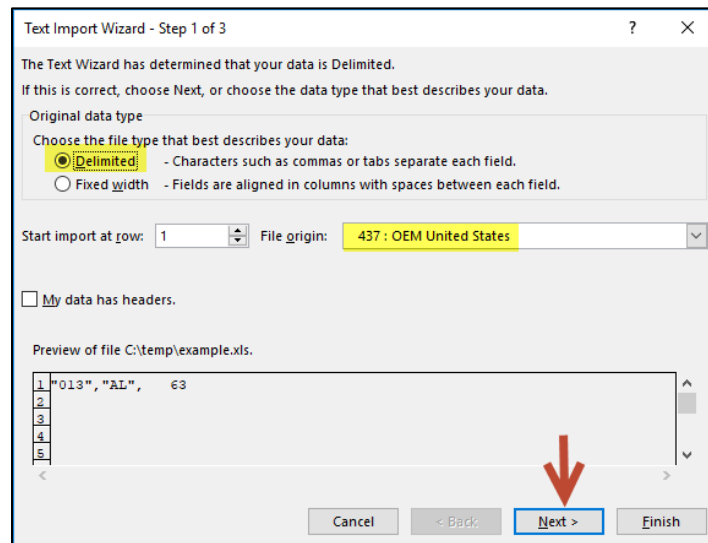 Text Import Wizard - Step 1 of 3 ? ×
The Text Wizard has determined that your data is Delimited.
If this is correct, choose Next, or choose the data type that best describes your data.
Original data type
Choose the file type that best describes your data:
Delimited - Characters such as commas or tabs separate each field.
Fixed width - Fields are aligned in columns with spaces between each field.
Start import at row: 1 File origin: 437 : OEM United States
My data has headers.
Preview of file C:\temp\example.xls.
1 "013","AL", 63
2
3
4
5
Cancel < Back Next > Finish